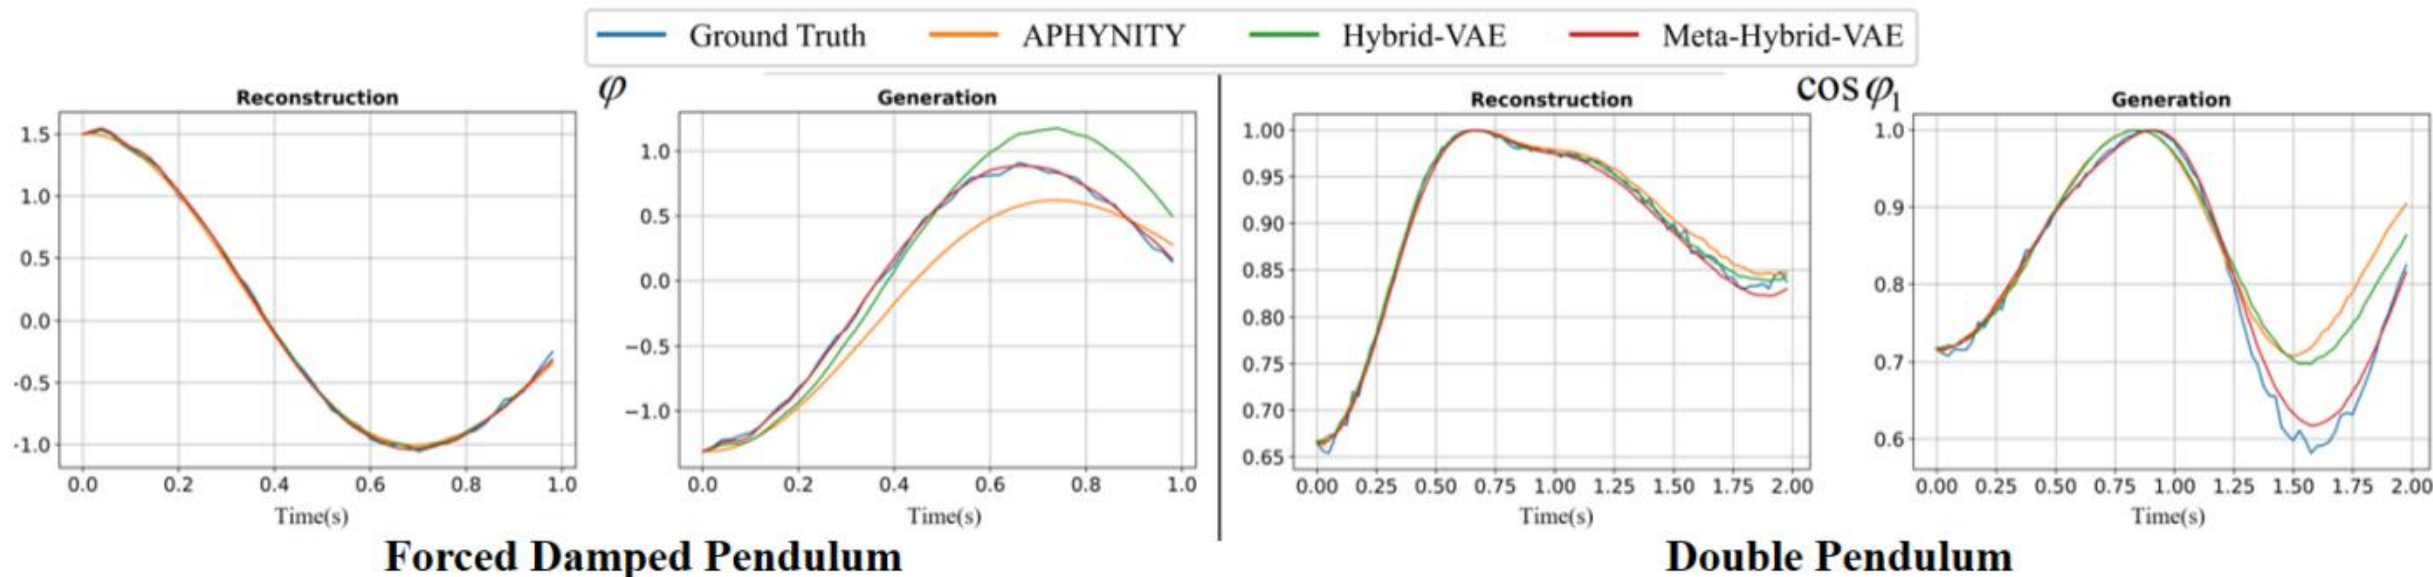 Ground Truth APHYNITY Hybrid-VAE Meta-Hybrid-VAE
φ
Reconstruction
1.5
1.0
0.5
0.0
-0.5
-1.0
0.0 0.2 0.4 0.6 0.8 1.0
Time(s)
Generation
1.0
0.5
0.0
−0.5
−1.0
0.0 0.2 0.4 0.6 0.8 1.0
Time(s)
Forced Damped Pendulum
cos φ₁
Reconstruction
1.00
0.95
0.90
0.85
0.80
0.75
0.70
0.65
0.00 0.25 0.50 0.75 1.00 1.25 1.50 1.75 2.00
Time(s)
Generation
1.0
0.9
0.8
0.7
0.6
0.00 0.25 0.50 0.75 1.00 1.25 1.50 1.75 2.00
Time(s)
Double Pendulum